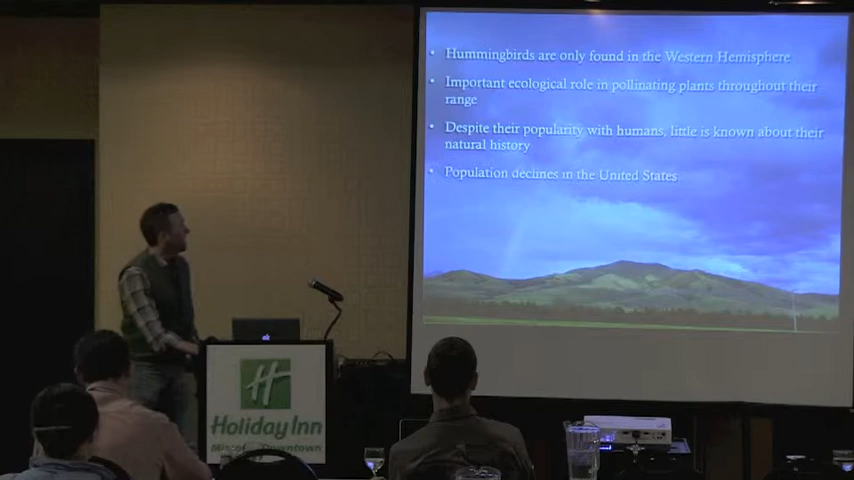 • Hummingbirds are only found in the Western Hemisphere
• Important ecological role in pollinating plants throughout their
range
• Despite their popularity with humans, little is known about their
natural history
• Population declines in the United States
H
Holiday Inn
Downtown